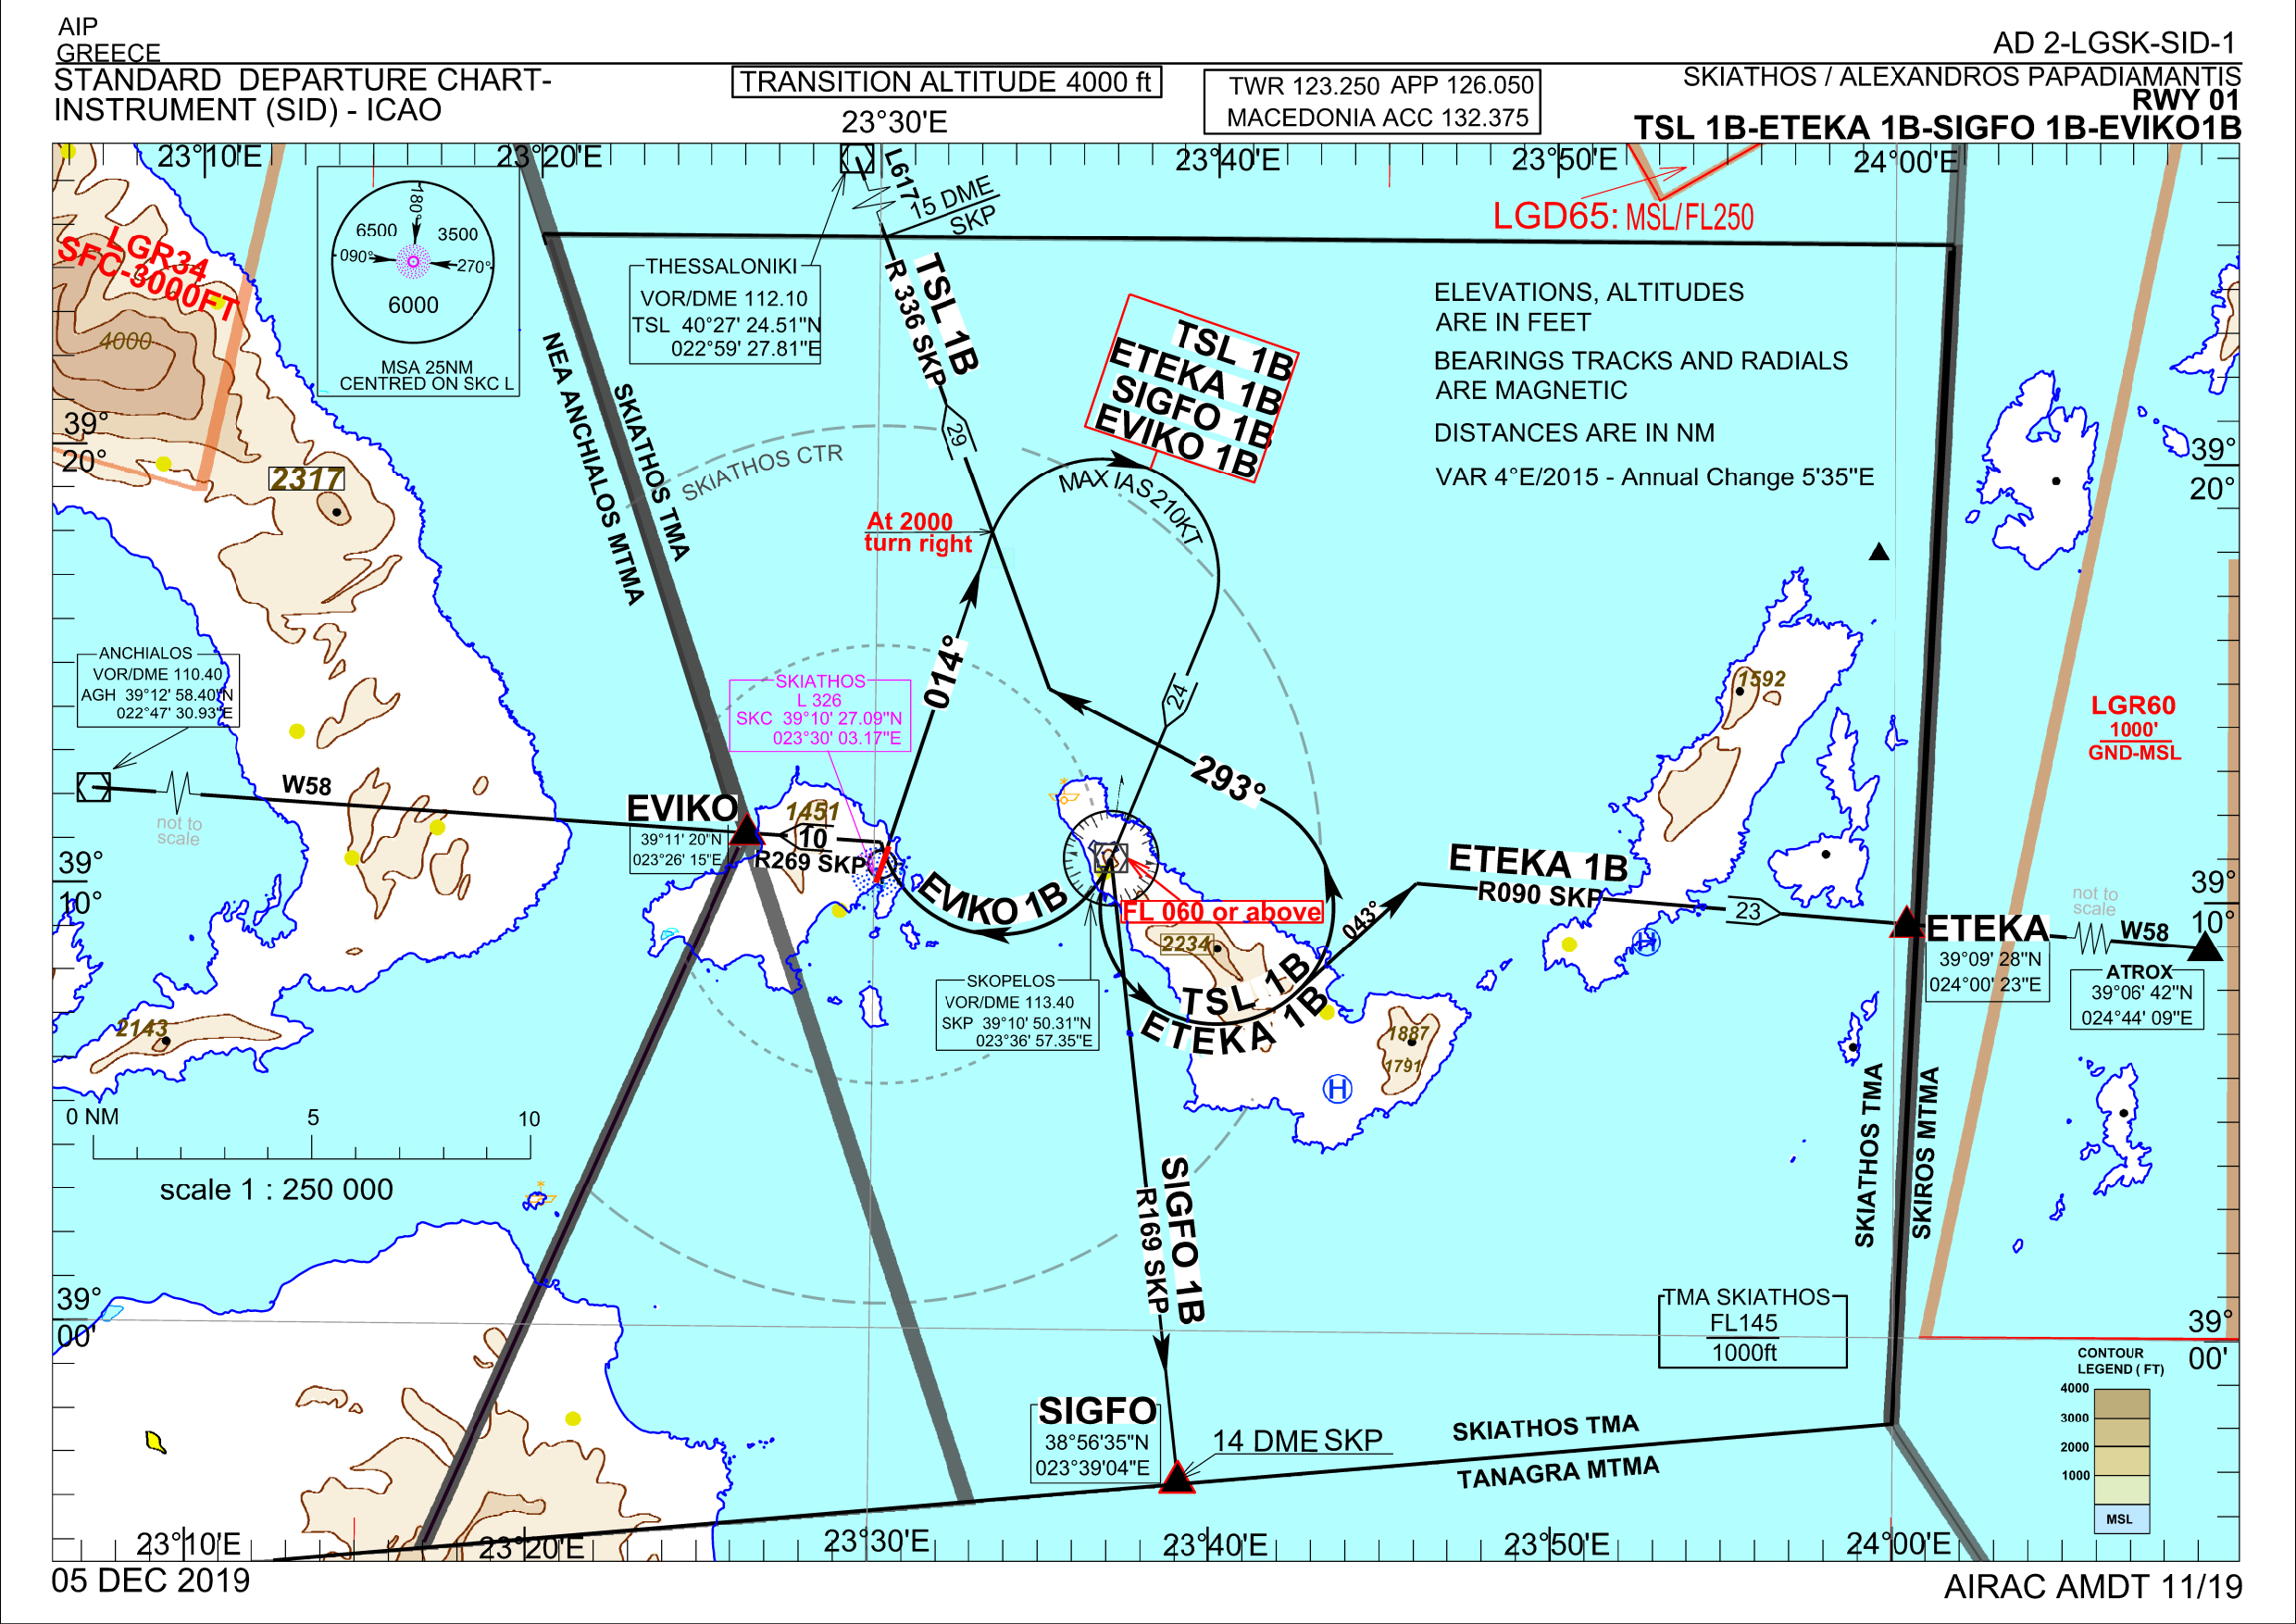 AIP
GREECE
AD 2-LGSK-SID-1
STANDARD DEPARTURE CHART-
INSTRUMENT (SID) - ICAO
TRANSITION ALTITUDE 4000 ft
TWR 123.250 APP 126.050
MACEDONIA ACC 132.375
SKIATHOS / ALEXANDROS PAPADIAMANTIS
RWY 01
TSL 1B-ETEKA 1B-SIGFO 1B-EVIKO1B
23°30'E
23°10'E
23°20'E
23°40'E
23°50'E
24°00'E
L617
15 DME
SKP
LGD65: MSL/FL250
LGR34
SFC-3000FT
4000
180°
6500
3500
090°
270°
6000
MSA 25NM
CENTRED ON SKC L
THESSALONIKI
VOR/DME 112.10
TSL 40°27' 24.51"N
022°59' 27.81"E
TSL 1B
R 336 SKP
29
TSL 1B
ETEKA 1B
SIGFO 1B
EVIKO 1B
MAX IAS 210KT
ELEVATIONS, ALTITUDES
ARE IN FEET
BEARINGS TRACKS AND RADIALS
ARE MAGNETIC
DISTANCES ARE IN NM
VAR 4°E/2015 - Annual Change 5'35"E
NEA ANCHIALOS MTMA
SKIATHOS TMA
SKIATHOS CTR
39°
20°
39°
20°
2317
At 2000
turn right
014°
24
ANCHIALOS
VOR/DME 110.40
AGH 39°12' 58.40"N
022°47' 30.93"E
SKIATHOS
L 326
SKC 39°10' 27.09"N
023°30' 03.17"E
1592
LGR60
1000'
GND-MSL
W58
not to
scale
293°
EVIKO
39°11' 20"N
023°26' 15"E
1451
10
R269 SKP
EVIKO 1B
FL 060 or above
043°
ETEKA 1B
R090 SKP
23
39°
10°
39°
10°
not to
scale
W58
ETEKA
39°09' 28"N
024°00' 23"E
ATROX
39°06' 42"N
024°44' 09"E
2234
TSL 1B
ETEKA 1B
H
SKOPELOS
VOR/DME 113.40
SKP 39°10' 50.31"N
023°36' 57.35"E
2143
1887
1791
H
0 NM
5
10
scale 1 : 250 000
SIGFO 1B
R169 SKP
SKIATHOS TMA
SKIROS MTMA
39°
00'
39°
00'
TMA SKIATHOS
FL145
1000ft
CONTOUR
LEGEND ( FT)
4000
3000
2000
1000
MSL
SIGFO
38°56'35"N
023°39'04"E
14 DME SKP
SKIATHOS TMA
TANAGRA MTMA
23°10'E
23°20'E
23°30'E
23°40'E
23°50'E
24°00'E
05 DEC 2019
AIRAC AMDT 11/19